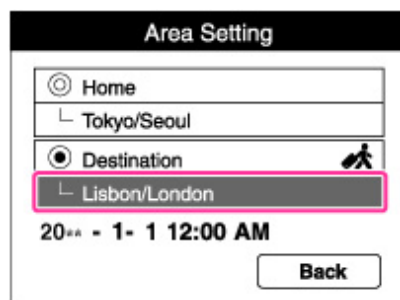 Area Setting
Home
Tokyo/Seoul
Destination
Lisbon/London
20** - 1- 1 12:00 AM
Back